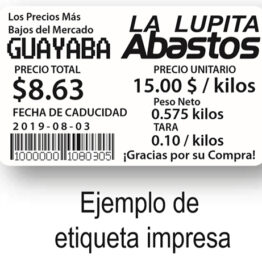 Los Precios Más
Bajos del Mercado
GUAYABA
LA LUPITA
Abastos
PRECIO TOTAL
$8.63
FECHA DE CADUCIDAD
2019-08-03
1000000 1080305
PRECIO UNITARIO
15.00 $ / kilos
Peso Neto
0.575 kilos
TARA
0.10 / kilos
¡Gracias por su Compra!
Ejemplo de
etiqueta impresa